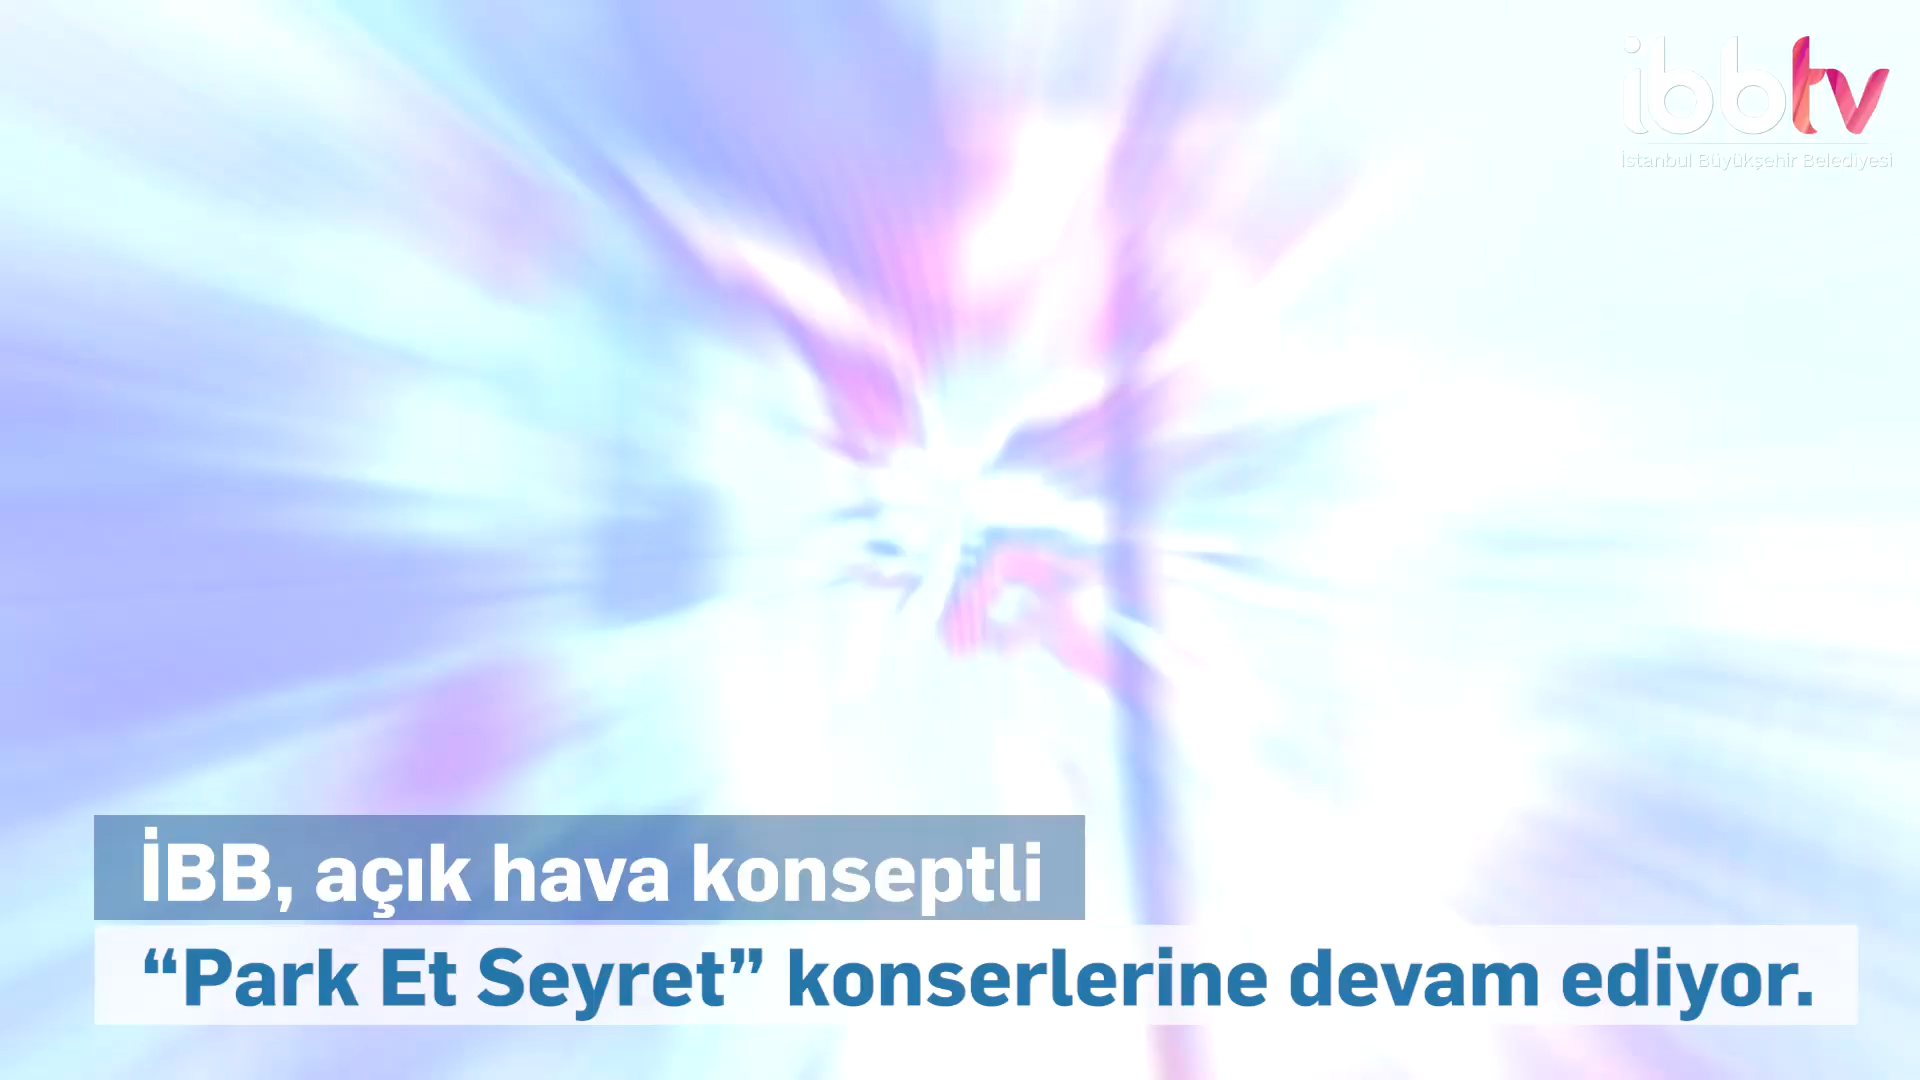 ibbtv
İstanbul Büyükşehir Belediyesi
İBB, açık hava konseptli
“Park Et Seyret” konserlerine devam ediyor.